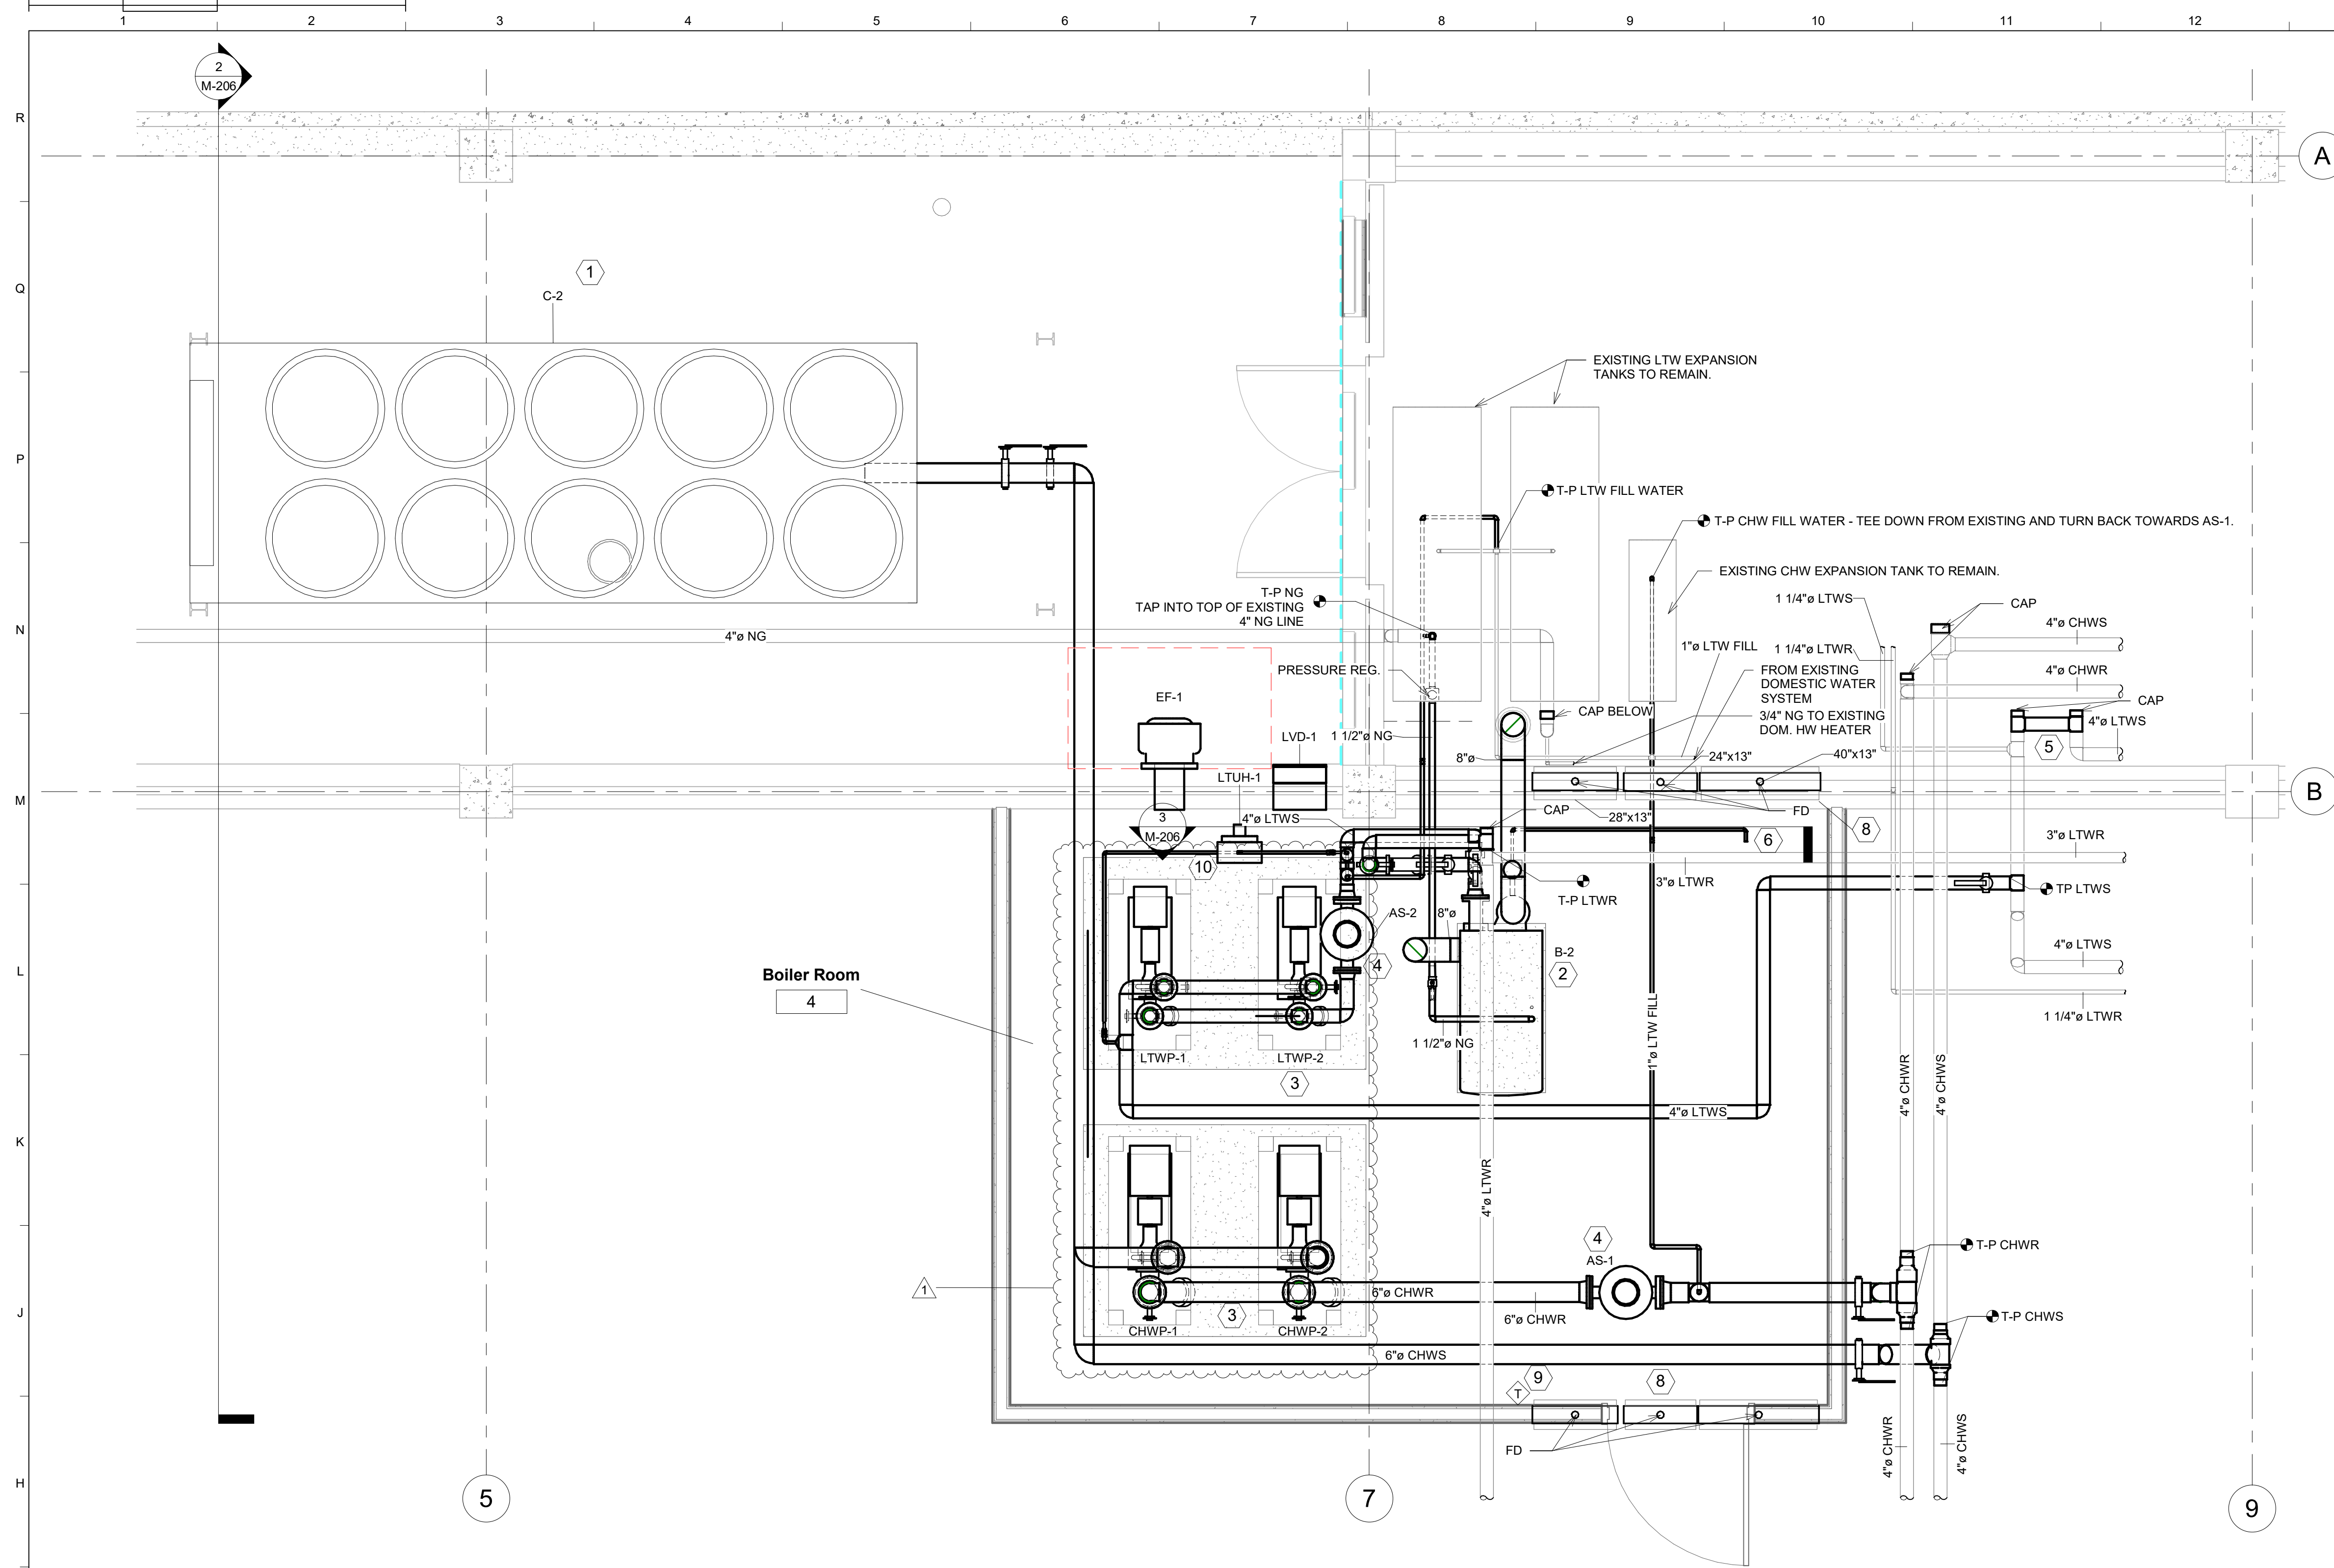 1 2 3 4 5 6 7 8 9 10 11 12
2
M-206
R
A
Q
1
C-2
EXISTING LTW EXPANSION
TANKS TO REMAIN.
P
T-P LTW FILL WATER
T-P CHW FILL WATER - TEE DOWN FROM EXISTING AND TURN BACK TOWARDS AS-1.
EXISTING CHW EXPANSION TANK TO REMAIN.
T-P NG
TAP INTO TOP OF EXISTING
4" NG LINE
1 1/4"ø LTWS
CAP
N
4"ø NG
4"ø CHWS
1"ø LTW FILL
1 1/4"ø LTWR
PRESSURE REG.
FROM EXISTING
DOMESTIC WATER
SYSTEM
4"ø CHWR
EF-1
CAP
CAP BELOW
3/4" NG TO EXISTING
DOM. HW HEATER
4"ø LTWS
LVD-1
1 1/2"ø NG
5
8"ø
24"x13"
40"x13"
LTUH-1
M
B
3
M-206
4"ø LTWS
CAP
28"x13"
FD
8
6
3"ø LTWR
10
3"ø LTWR
TP LTWS
T-P LTWR
AS-2
8"ø
4"ø LTWS
B-2
2
4
L
Boiler Room
4
1"ø LTW FILL
1 1/4"ø LTWR
1 1/2"ø NG
LTWP-1
LTWP-2
3
4"ø CHWR
4"ø CHWS
4"ø LTWS
K
4"ø LTWR
4
AS-1
T-P CHWR
1
6"ø CHWR
6"ø CHWR
J
3
T-P CHWS
CHWP-1
CHWP-2
6"ø CHWS
9
8
T
FD
4"ø CHWR
4"ø CHWS
H
5
7
9